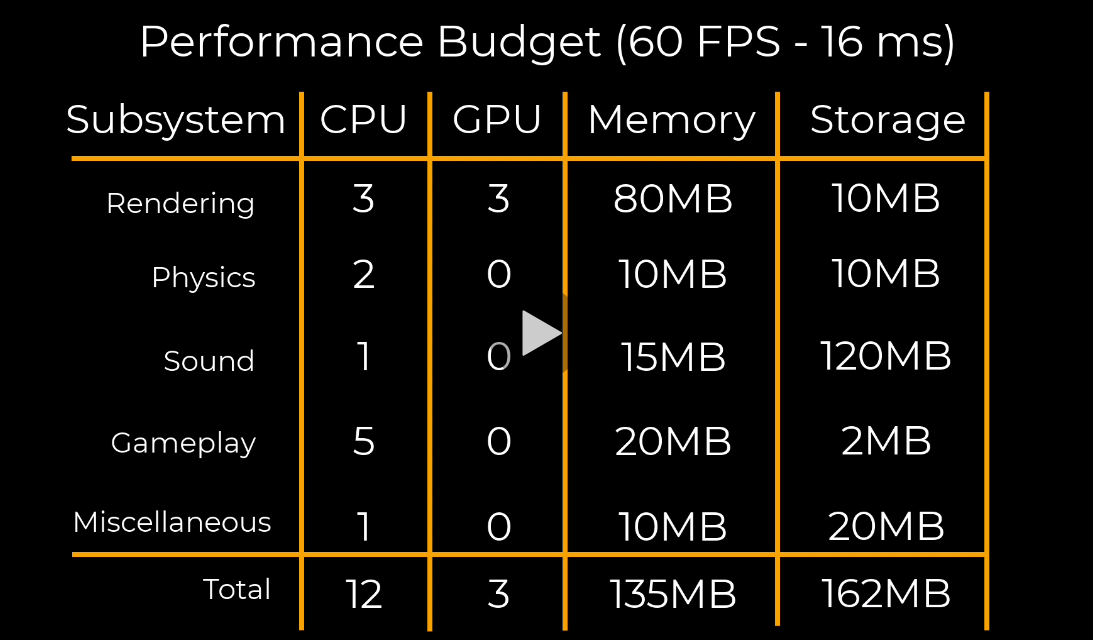 Performance Budget (60 FPS - 16 ms)
Subsystem CPU GPU Memory Storage
Rendering 3 3 80MB 10MB
Physics 2 0 10MB 10MB
Sound 1 0 15MB 120MB
Gameplay 5 0 20MB 2MB
Miscellaneous 1 0 10MB 20MB
Total 12 3 135MB 162MB